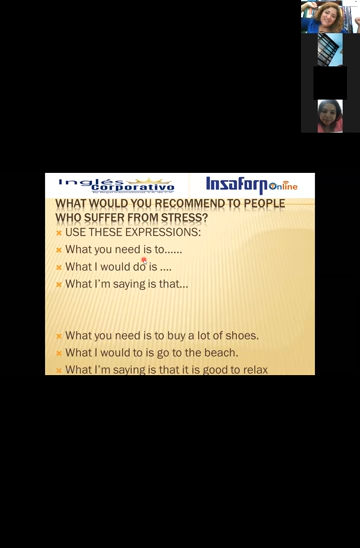 Inglés
Corporativo
Insaforp Online
WHAT WOULD YOU RECOMMEND TO PEOPLE
WHO SUFFER FROM STRESS?
USE THESE EXPRESSIONS:
What you need is to......
What I would do is ....
What I'm saying is that...
What you need is to buy a lot of shoes.
What I would to is go to the beach.
What I'm saying is that it is good to relax